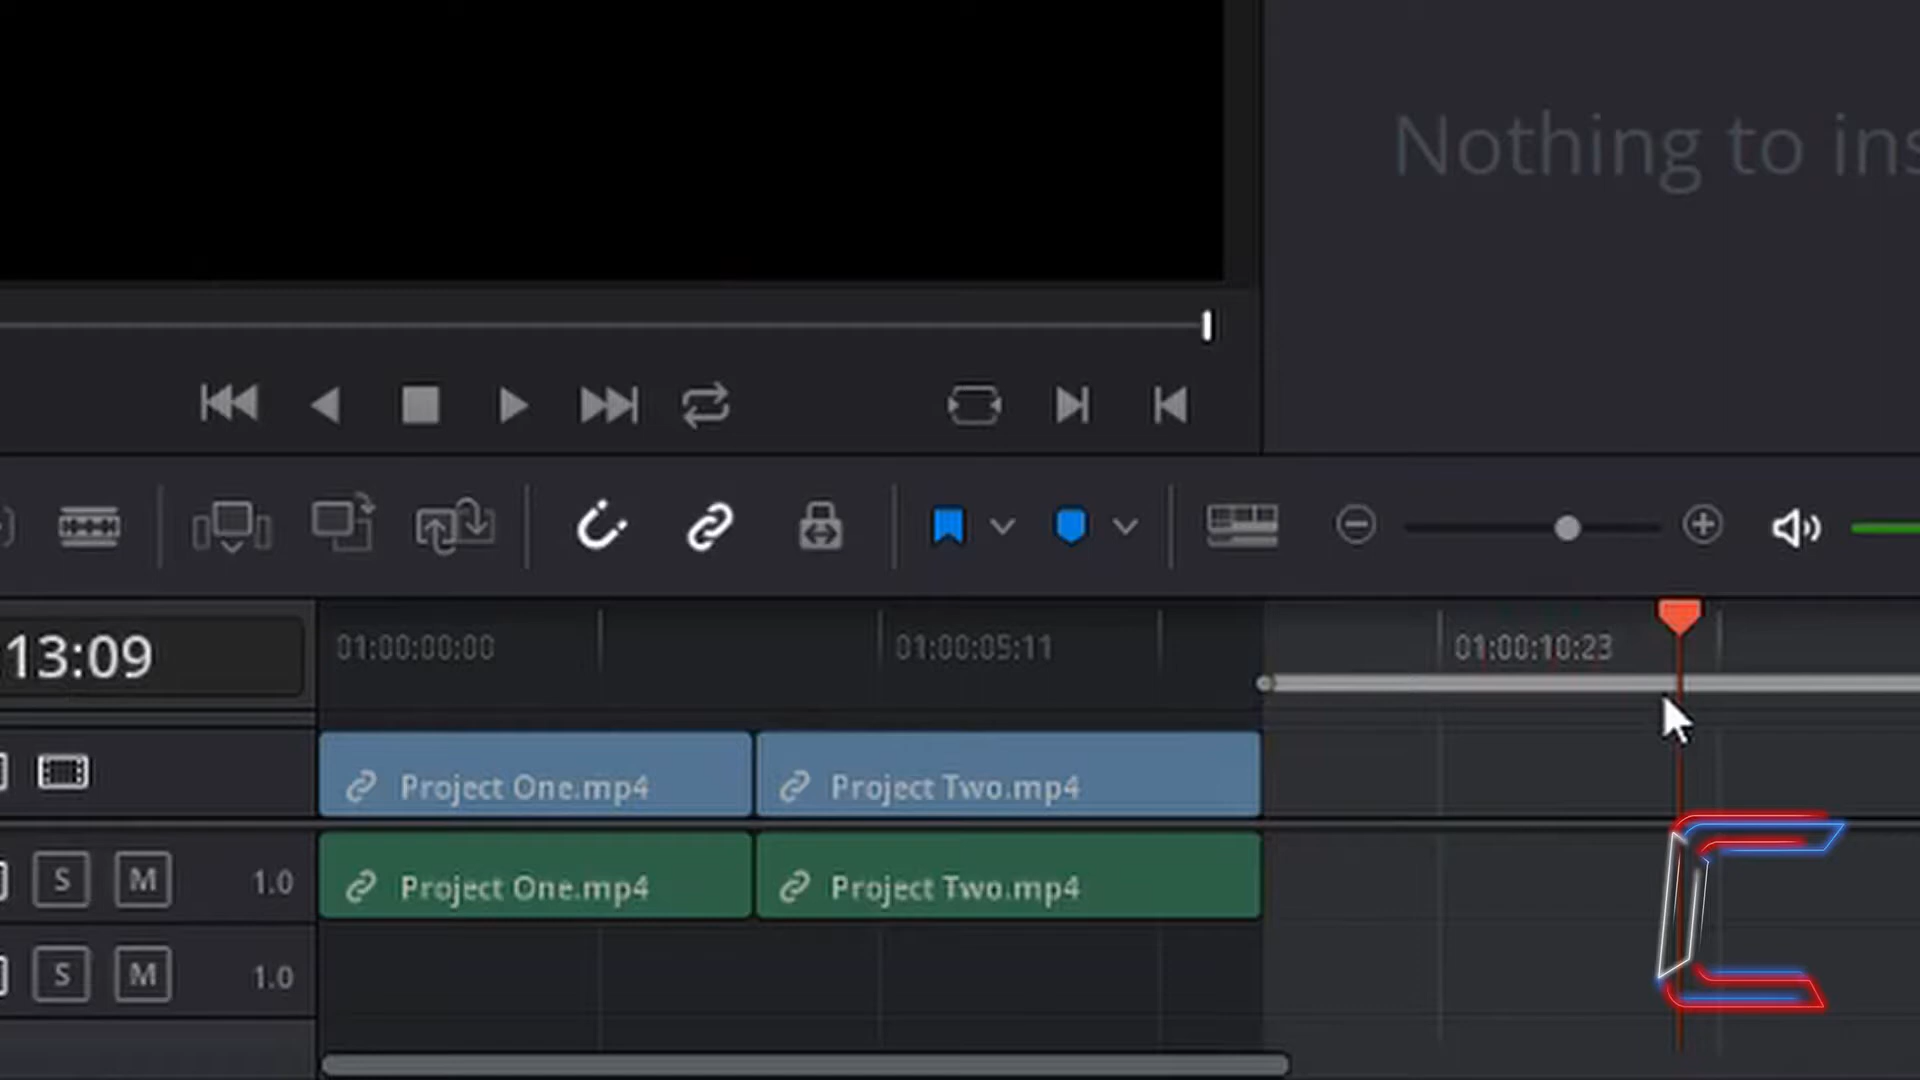 Nothing to ins
13:09
01:00:00:00
01:00:05:11
01:00:10:23
Project One.mp4
Project Two.mp4
S
M
1.0
Project One.mp4
Project Two.mp4
S
M
1.0